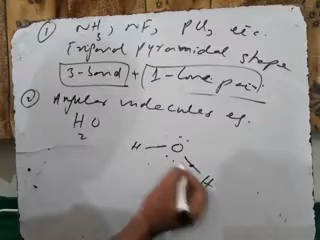 ① NH3, NF3, PCl3, etc.
Trigonal pyramidal shape
3-bond + 1-lone pair
② Angular molecules eg.
H2O
H — O
H